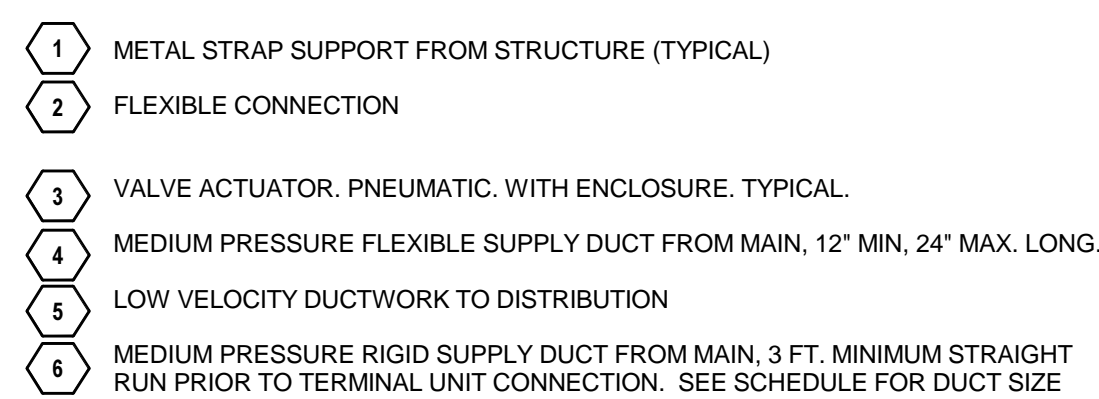 1 METAL STRAP SUPPORT FROM STRUCTURE (TYPICAL)
2 FLEXIBLE CONNECTION
3 VALVE ACTUATOR. PNEUMATIC. WITH ENCLOSURE. TYPICAL.
4 MEDIUM PRESSURE FLEXIBLE SUPPLY DUCT FROM MAIN, 12" MIN, 24" MAX. LONG.
5 LOW VELOCITY DUCTWORK TO DISTRIBUTION
6 MEDIUM PRESSURE RIGID SUPPLY DUCT FROM MAIN, 3 FT. MINIMUM STRAIGHT
RUN PRIOR TO TERMINAL UNIT CONNECTION. SEE SCHEDULE FOR DUCT SIZE